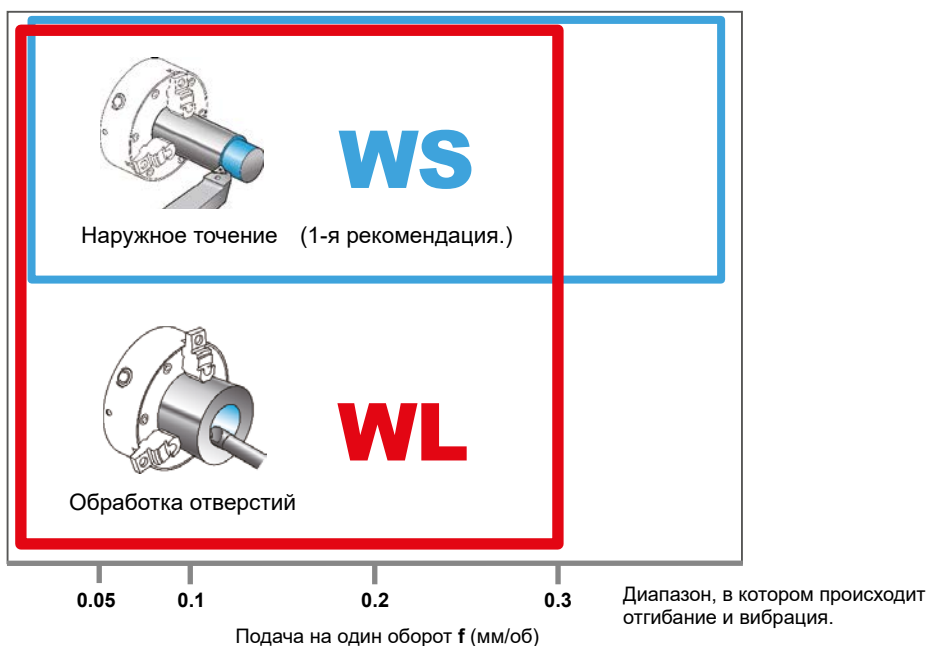 WS
Наружное точение (1-я рекомендация.)
WL
Обработка отверстий
0.05 0.1 0.2 0.3
Диапазон, в котором происходит
отгибание и вибрация.
Подача на один оборот f (мм/об)